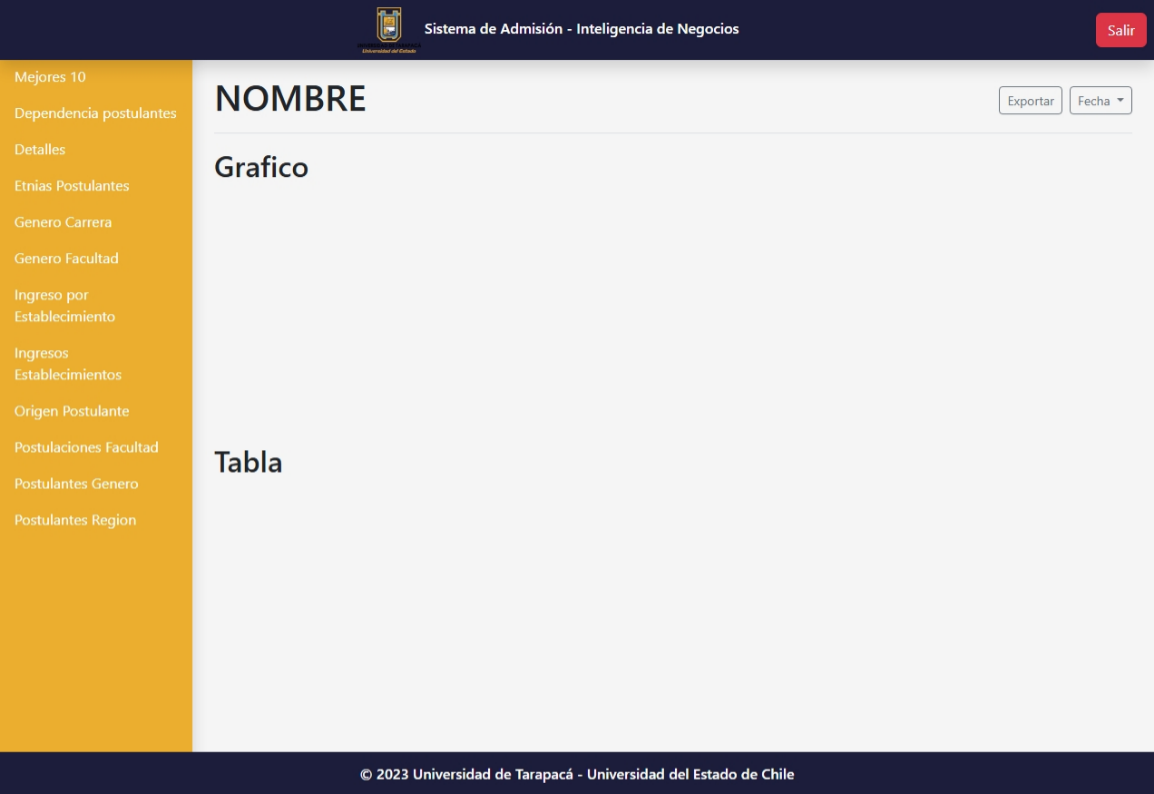 Universidad del Estado
Sistema de Admisión - Inteligencia de Negocios
Salir
Mejores 10
Dependencia postulantes
Detalles
Etnias Postulantes
Genero Carrera
Genero Facultad
Ingreso por
Establecimiento
Ingresos
Establecimientos
Origen Postulante
Postulaciones Facultad
Postulantes Genero
Postulantes Region
NOMBRE
Exportar
Fecha
Grafico
Tabla
© 2023 Universidad de Tarapacá - Universidad del Estado de Chile